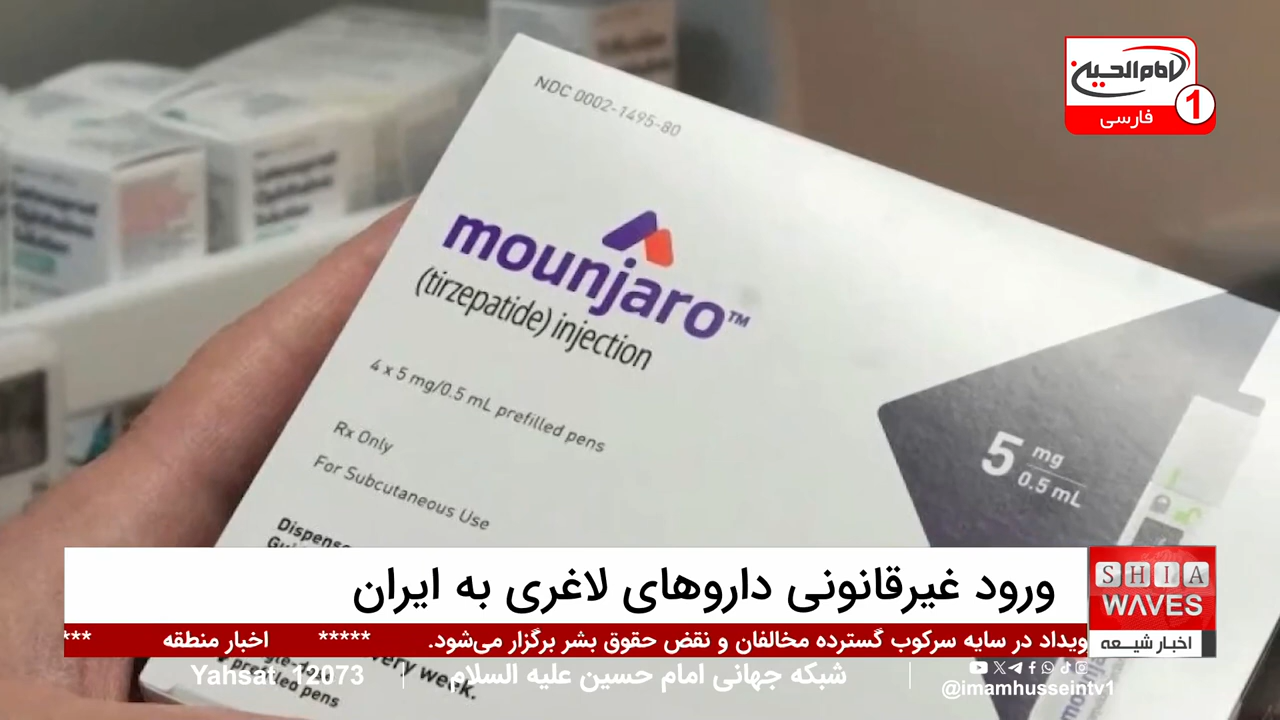 امام الحسین
1
فارسی
NDC 0002-1495-80
mounjaro™
(tirzepatide) injection
4 x 5 mg/0.5 mL prefilled pens
Rx Only
For Subcutaneous Use
5 mg
0.5 mL
ورود غیرقانونی داروهای لاغری به ایران
SHIA
WAVES
اخبار شیعه
ویداد در سایه سرکوب گسترده مخالفان و نقض حقوق بشر برگزار می‌شود. ***** اخبار منطقه ***
Yahsat 12073 | شبکه جهانی امام حسین علیه السلام |
@imamhusseintv1
very week.
pens